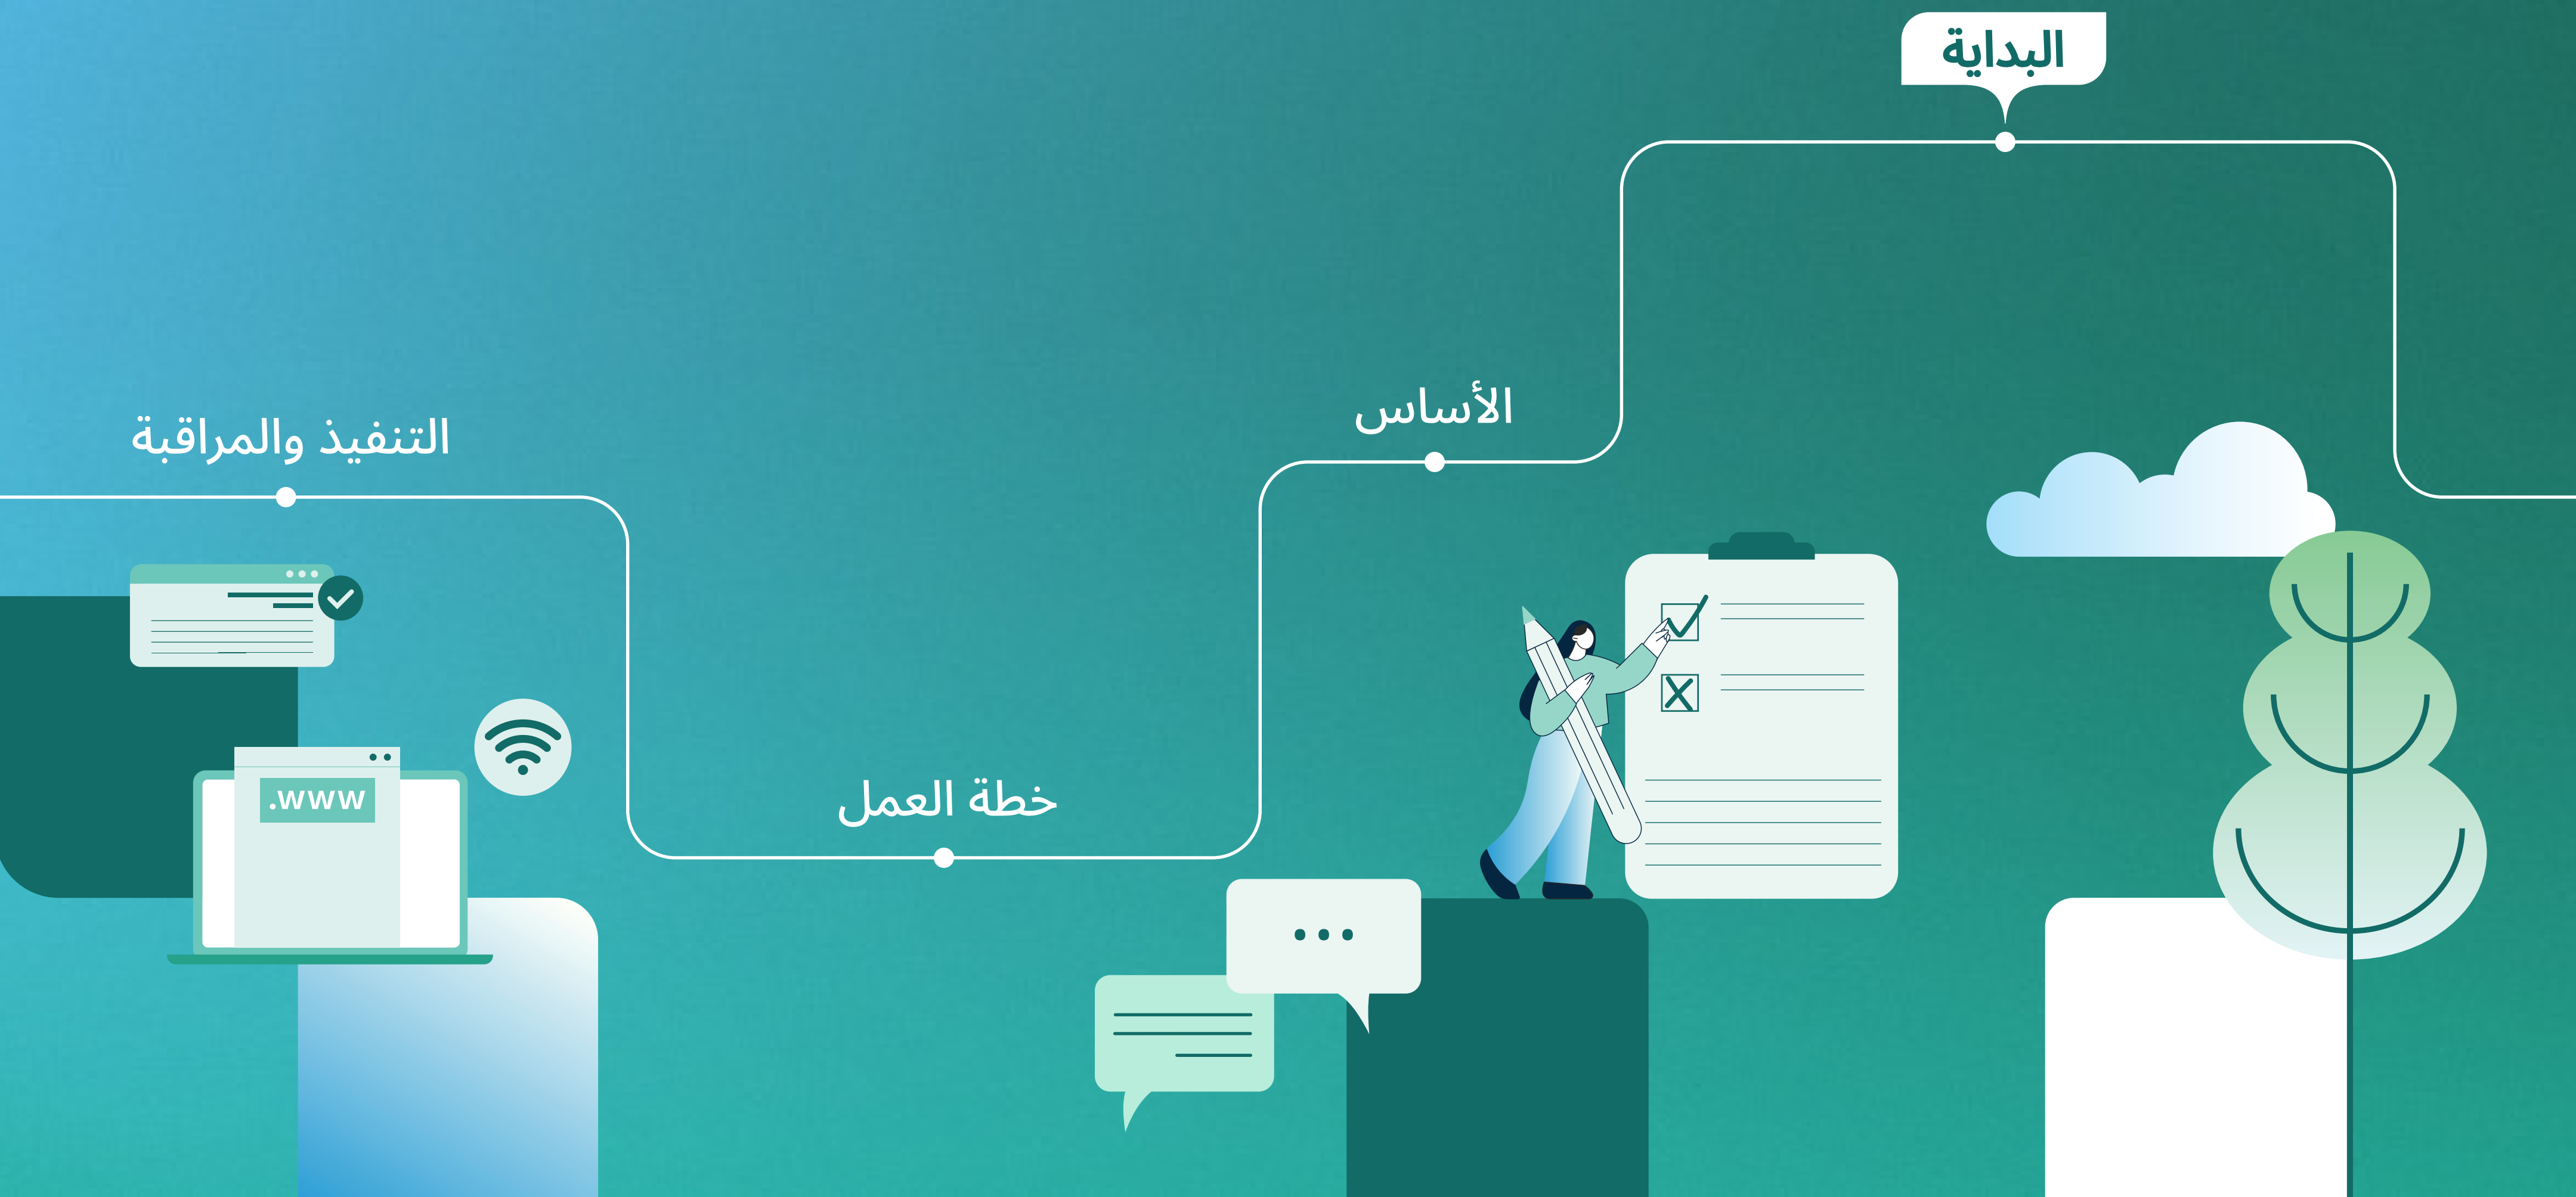 البداية
الأساس
خطة العمل
التنفيذ والمراقبة
www.